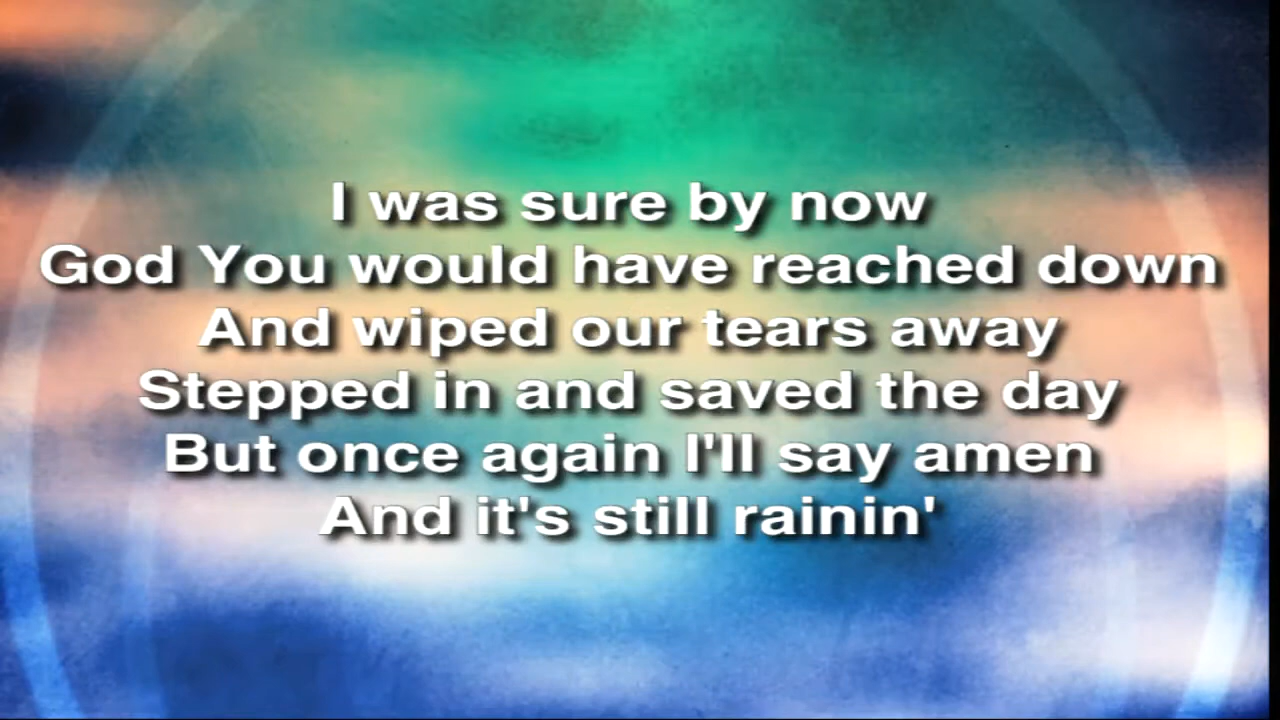 I was sure by now
God You would have reached down
And wiped our tears away
Stepped in and saved the day
But once again I'll say amen
And it's still rainin'